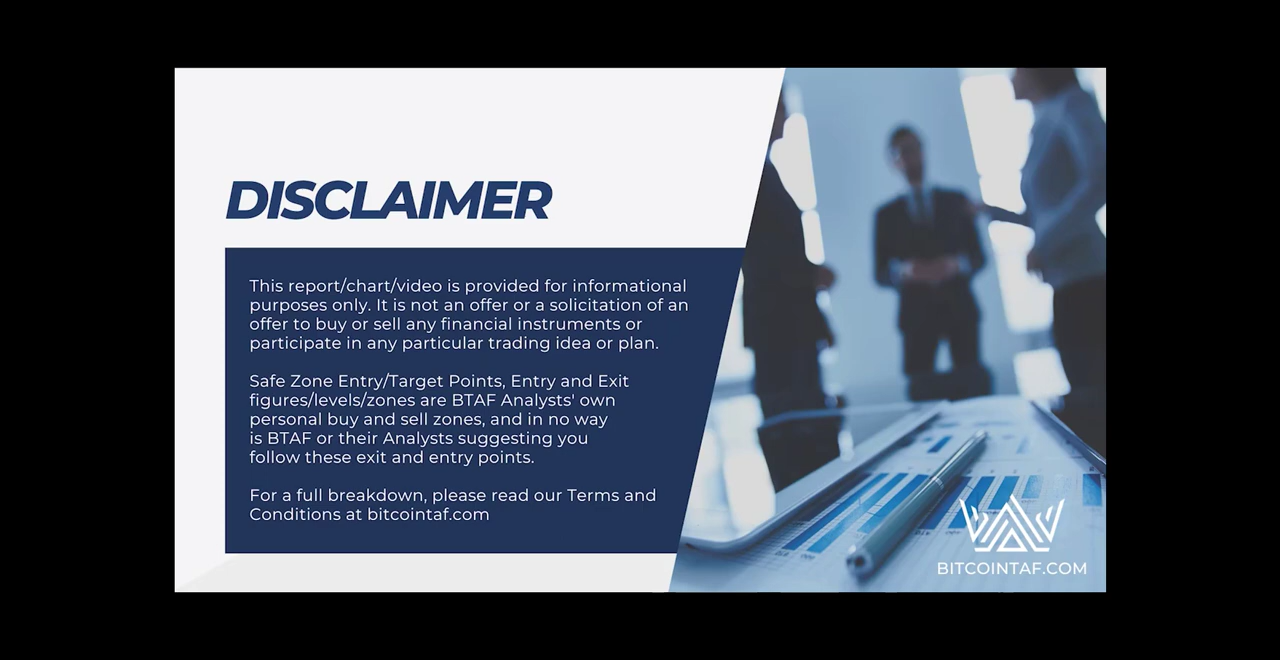 DISCLAIMER
This report/chart/video is provided for informational
purposes only. It is not an offer or a solicitation of an
offer to buy or sell any financial instruments or
participate in any particular trading idea or plan.
Safe Zone Entry/Target Points, Entry and Exit
figures/levels/zones are BTAF Analysts' own
personal buy and sell zones, and in no way
is BTAF or their Analysts suggesting you
follow these exit and entry points.
For a full breakdown, please read our Terms and
Conditions at bitcointaf.com
BITCOINTAF.COM